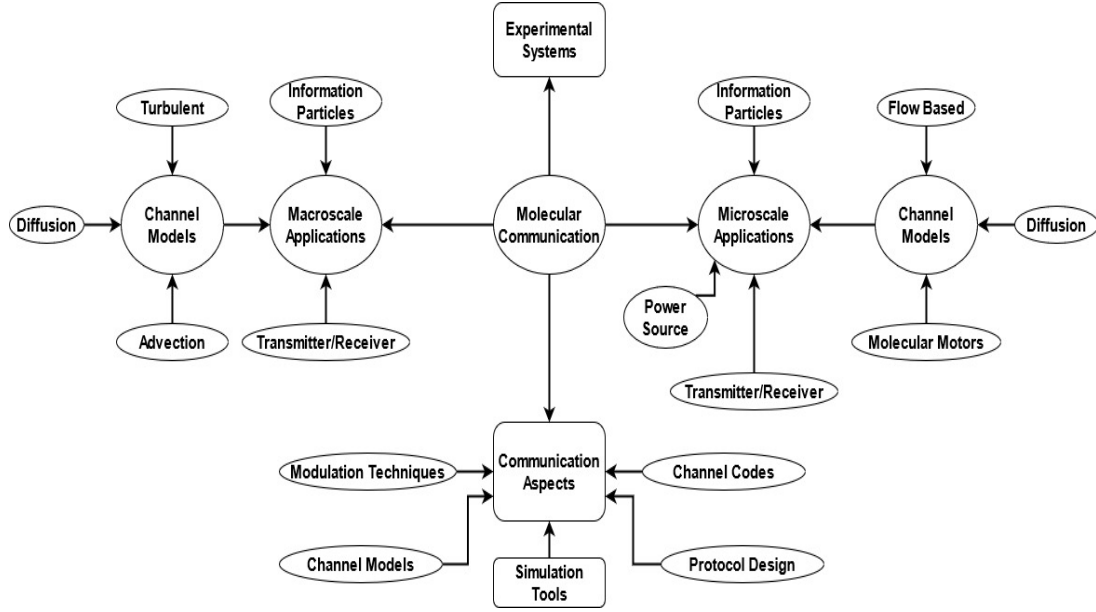 Experimental
Systems
Turbulent
Information
Particles
Information
Particles
Flow Based
Diffusion
Channel
Models
Macroscale
Applications
Molecular
Communication
Microscale
Applications
Channel
Models
Diffusion
Power
Source
Advection
Transmitter/Receiver
Molecular Motors
Transmitter/Receiver
Modulation Techniques
Communication
Aspects
Channel Codes
Channel Models
Simulation
Tools
Protocol Design